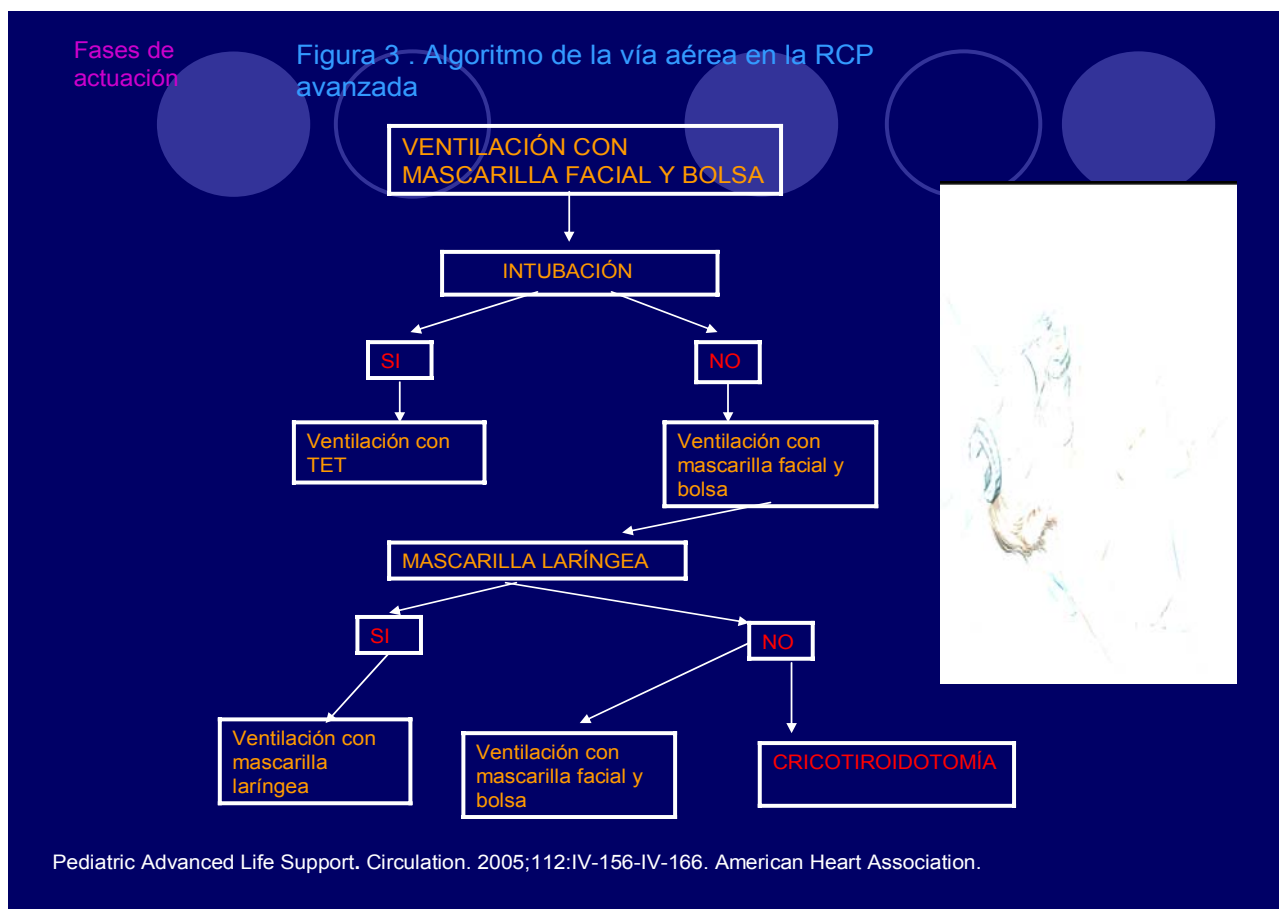 Fases de
actuación
Figura 3 . Algoritmo de la vía aérea en la RCP
avanzada
VENTILACIÓN CON
MASCARILLA FACIAL Y BOLSA
INTUBACIÓN
SI
NO
Ventilación con
TET
Ventilación con
mascarilla facial y
bolsa
MASCARILLA LARÍNGEA
SI
NO
Ventilación con
mascarilla
laríngea
Ventilación con
mascarilla facial y
bolsa
CRICOTIROIDOTOMÍA
Pediatric Advanced Life Support. Circulation. 2005;112:IV-156-IV-166. American Heart Association.